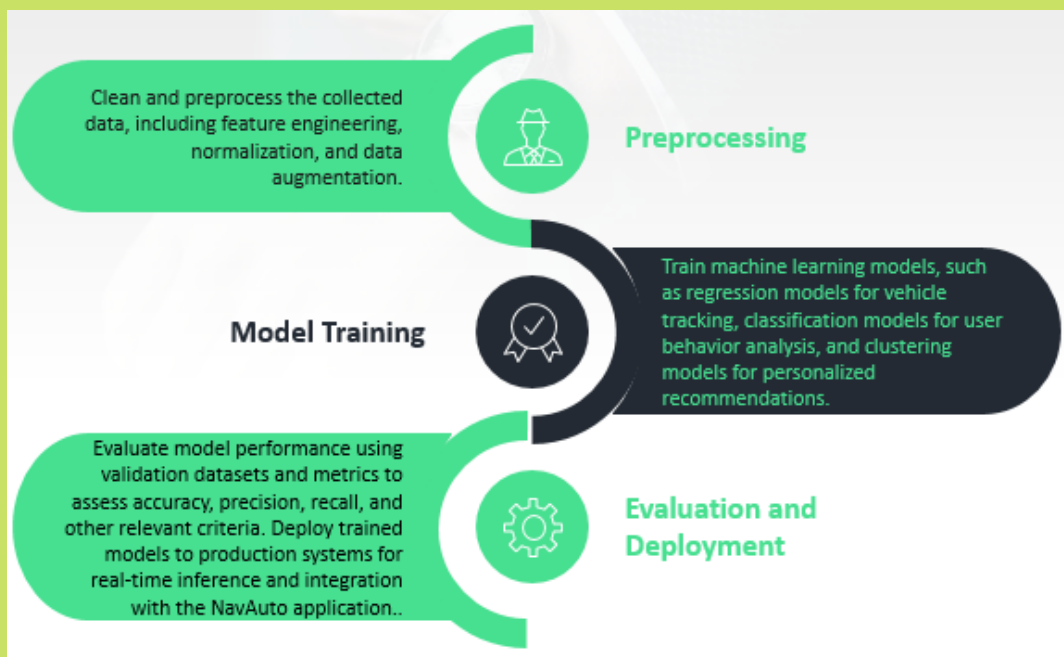 Clean and preprocess the collected
data, including feature engineering,
normalization, and data
augmentation.
Preprocessing
Model Training
Train machine learning models, such
as regression models for vehicle
tracking, classification models for user
behavior analysis, and clustering
models for personalized
recommendations.
Evaluate model performance using
validation datasets and metrics to
assess accuracy, precision, recall, and
other relevant criteria. Deploy trained
models to production systems for
real-time inference and integration
with the NavAuto application..
Evaluation and
Deployment